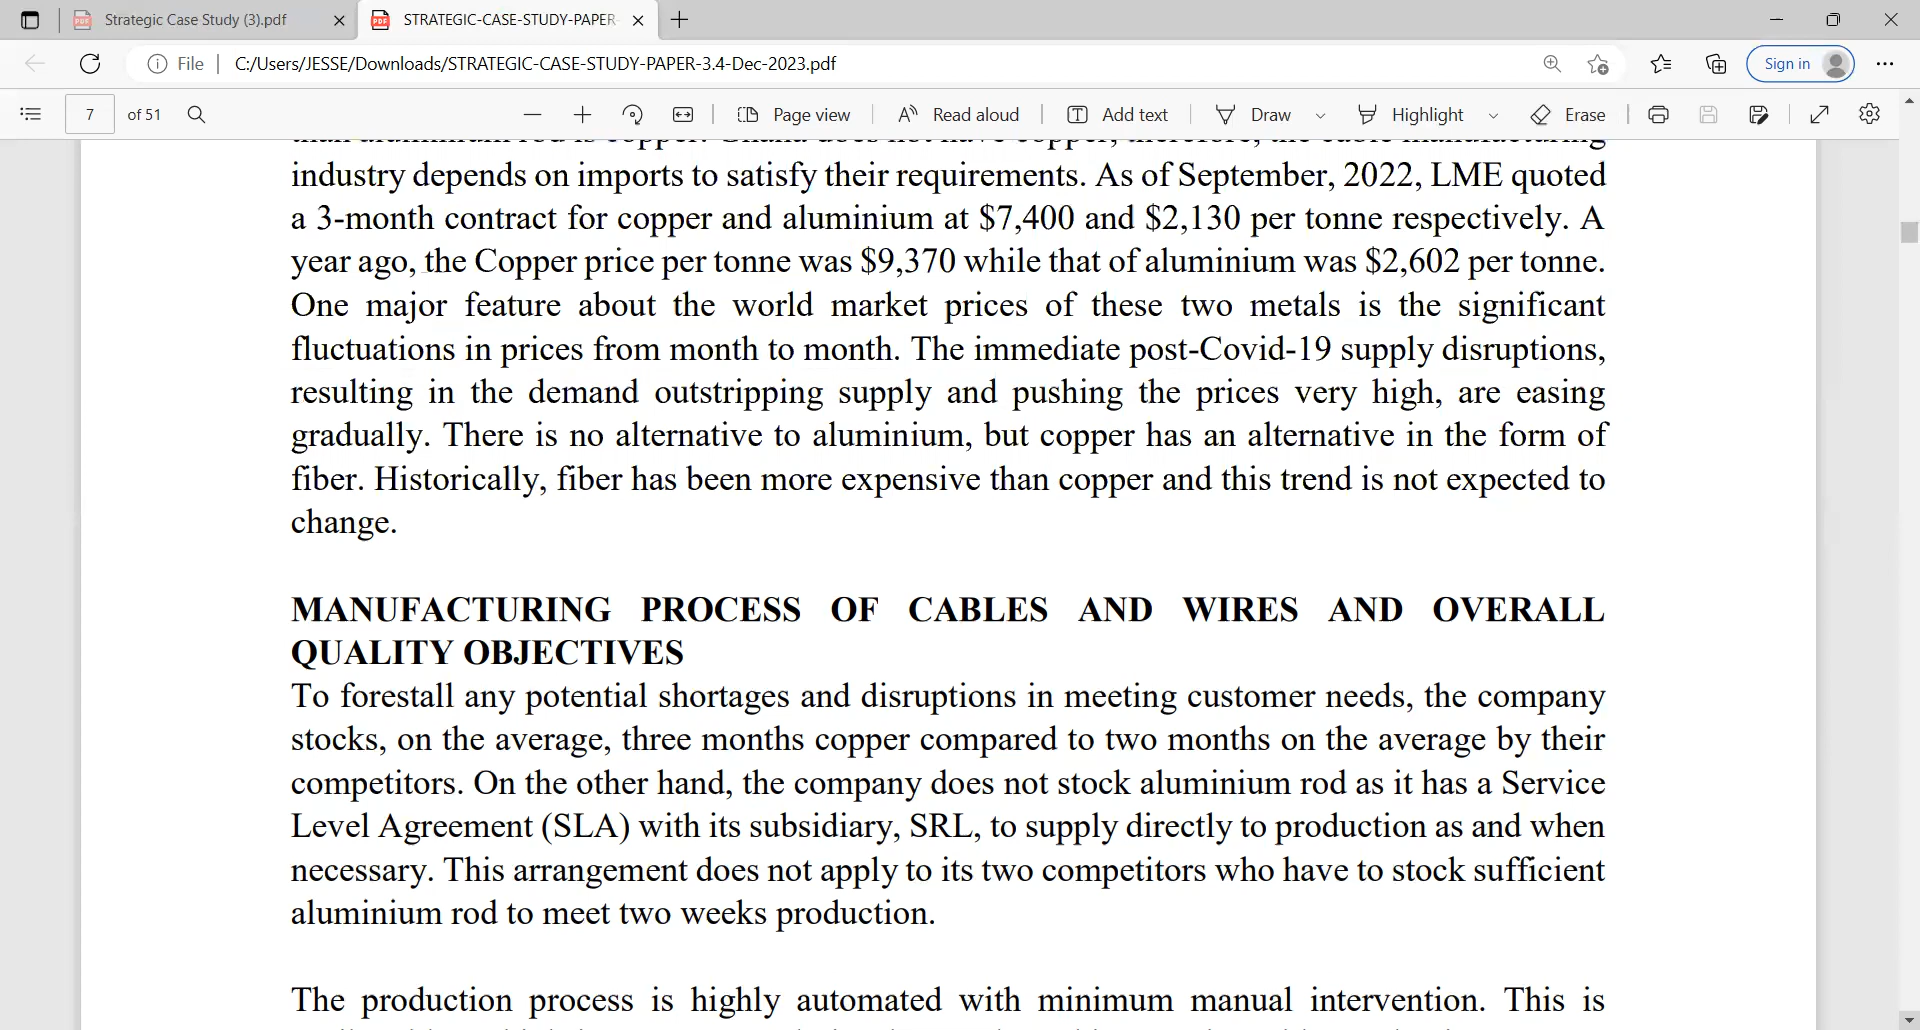 Strategic Case Study (3).pdf
STRATEGIC-CASE-STUDY-PAPER-
File
C:/Users/JESSE/Downloads/STRATEGIC-CASE-STUDY-PAPER-3.4-Dec-2023.pdf
Sign in
7 of 51
Page view
Read aloud
Add text
Draw
Highlight
Erase
industry depends on imports to satisfy their requirements. As of September, 2022, LME quoted
a 3-month contract for copper and aluminium at $7,400 and $2,130 per tonne respectively. A
year ago, the Copper price per tonne was $9,370 while that of aluminium was $2,602 per tonne.
One major feature about the world market prices of these two metals is the significant
fluctuations in prices from month to month. The immediate post-Covid-19 supply disruptions,
resulting in the demand outstripping supply and pushing the prices very high, are easing
gradually. There is no alternative to aluminium, but copper has an alternative in the form of
fiber. Historically, fiber has been more expensive than copper and this trend is not expected to
change.
MANUFACTURING PROCESS OF CABLES AND WIRES AND OVERALL
QUALITY OBJECTIVES
To forestall any potential shortages and disruptions in meeting customer needs, the company
stocks, on the average, three months copper compared to two months on the average by their
competitors. On the other hand, the company does not stock aluminium rod as it has a Service
Level Agreement (SLA) with its subsidiary, SRL, to supply directly to production as and when
necessary. This arrangement does not apply to its two competitors who have to stock sufficient
aluminium rod to meet two weeks production.
The production process is highly automated with minimum manual intervention. This is